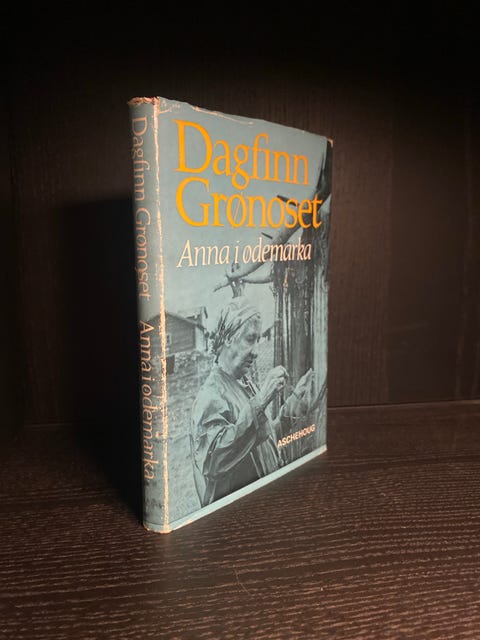 Dagfinn
Grønoset
Anna i ødemarka
ASCHEHOUG
Dagfinn Grønoset
Anna i ødemarka